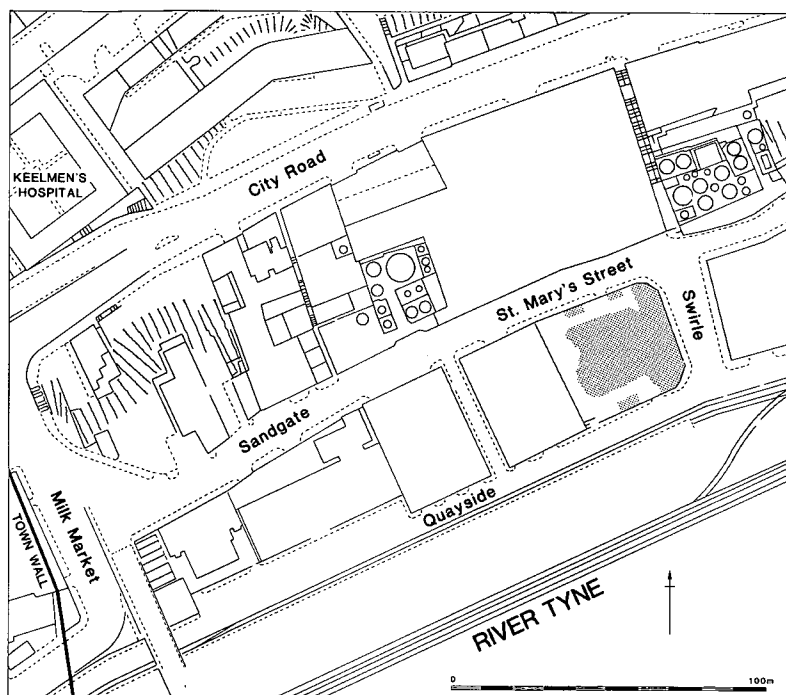 KEELMEN'S
HOSPITAL
City Road
St. Mary's Street
Swirle
Sandgate
Quayside
Milk Market
TOWN WALL
RIVER TYNE
0
100m